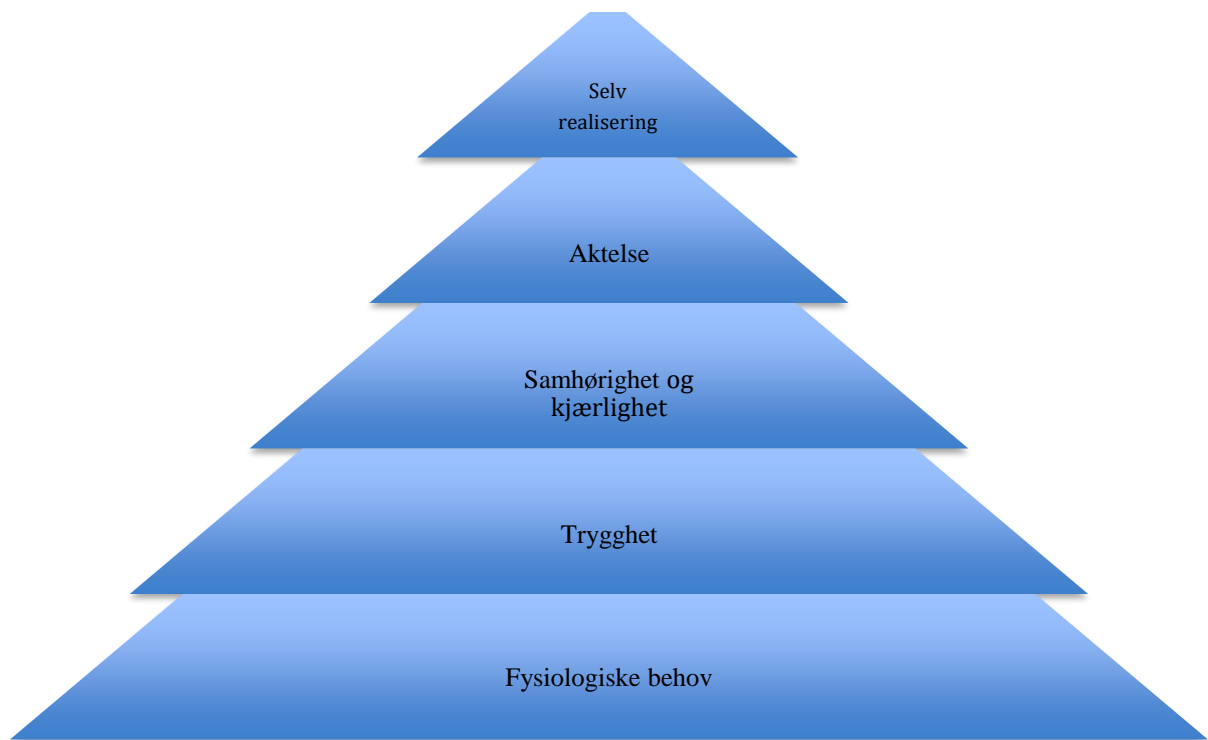 Selv
realisering
Aktelse
Samhørighet og
kjærlighet
Trygghet
Fysiologiske behov